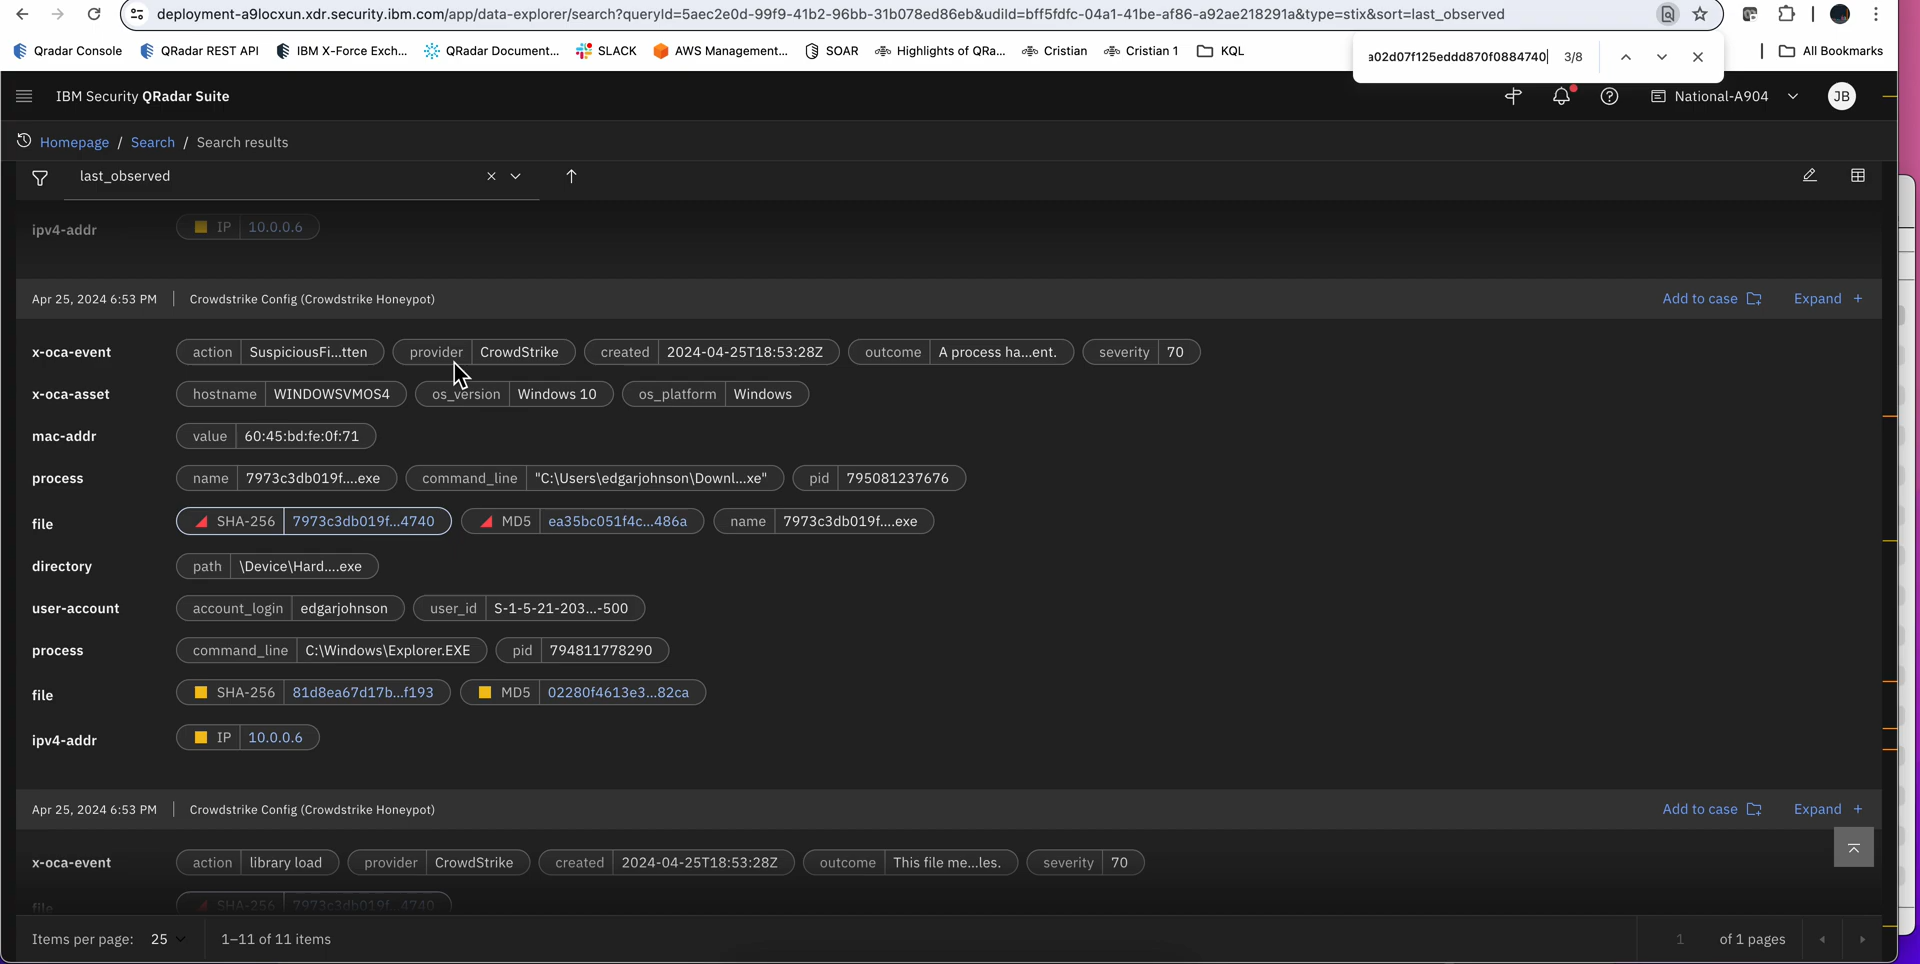 deployment-a9locxun.xdr.security.ibm.com/app/data-explorer/search?queryId=5aec2e0d-99f9-41b2-96bb-31b078ed86eb&udiId=bff5fdfc-04a1-41be-af86-a92ae218291a&type=stix&sort=last_observed
Qradar Console QRadar REST API IBM X-Force Exch... QRadar Document... SLACK AWS Management... SOAR Highlights of QRa... Cristian Cristian 1 KQL All Bookmarks
a02d07f125eddd870f0884740 3/8
IBM Security QRadar Suite National-A904 JB
Homepage / Search / Search results
last_observed
ipv4-addr IP 10.0.0.6
Apr 25, 2024 6:53 PM Crowdstrike Config (Crowdstrike Honeypot) Add to case Expand +
x-oca-event action SuspiciousFi...tten provider CrowdStrike created 2024-04-25T18:53:28Z outcome A process ha...ent. severity 70
x-oca-asset hostname WINDOWSVMOS4 os_version Windows 10 os_platform Windows
mac-addr value 60:45:bd:fe:0f:71
process name 7973c3db019f....exe command_line "C:\Users\edgarjohnson\Downl...xe" pid 795081237676
file SHA-256 7973c3db019f...4740 MD5 ea35bc051f4c...486a name 7973c3db019f....exe
directory path \Device\Hard....exe
user-account account_login edgarjohnson user_id S-1-5-21-203...-500
process command_line C:\Windows\Explorer.EXE pid 794811778290
file SHA-256 81d8ea67d17b...f193 MD5 02280f4613e3...82ca
ipv4-addr IP 10.0.0.6
Apr 25, 2024 6:53 PM Crowdstrike Config (Crowdstrike Honeypot) Add to case Expand +
x-oca-event action library load provider CrowdStrike created 2024-04-25T18:53:28Z outcome This file me...les. severity 70
file SHA-256 7973c3db019f...4740
Items per page: 25 1–11 of 11 items 1 of 1 pages